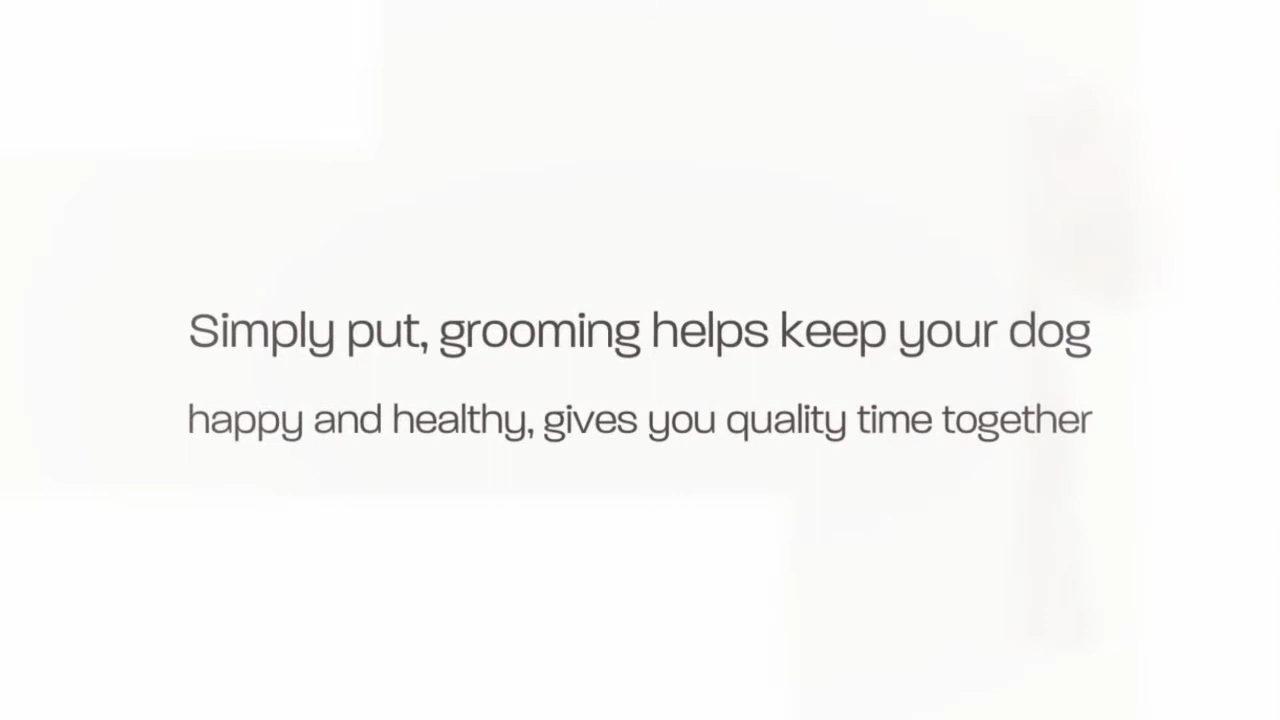 Simply put, grooming helps keep your dog
happy and healthy, gives you quality time together